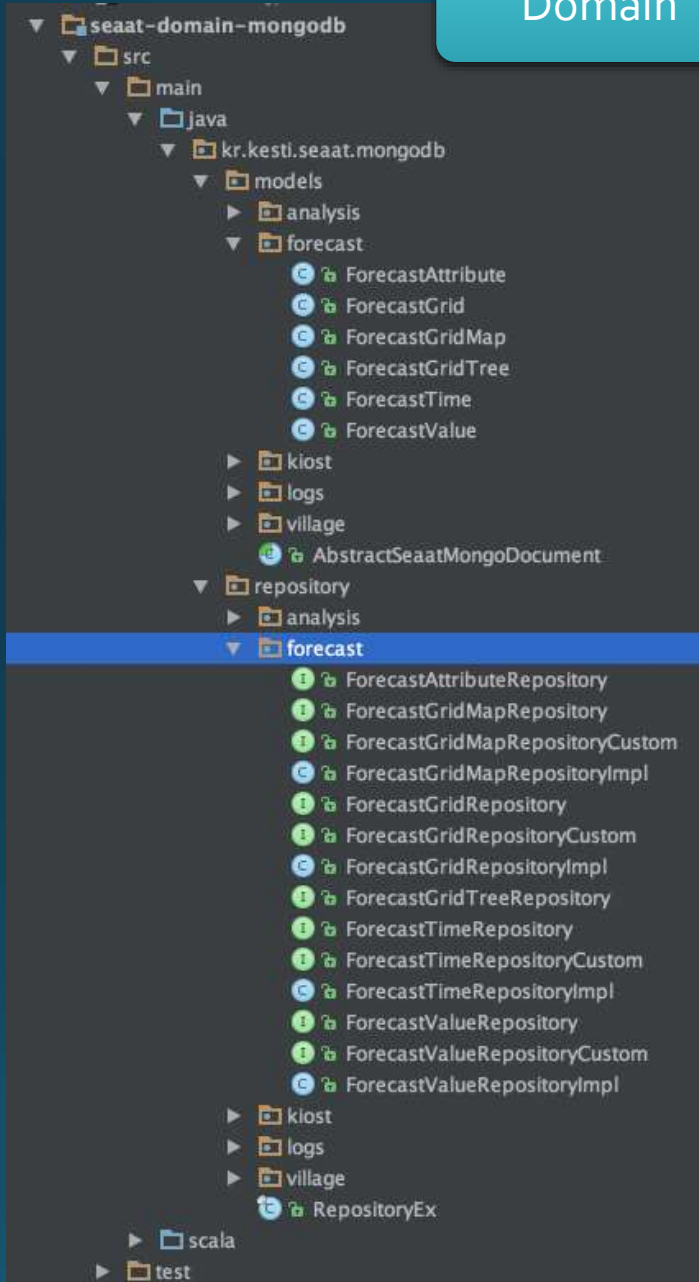 Domain
seaat-domain-mongodb
src
main
java
kr.kesti.seaat.mongodb
models
analysis
forecast
ForecastAttribute
ForecastGrid
ForecastGridMap
ForecastGridTree
ForecastTime
ForecastValue
kiost
logs
village
AbstractSeaatMongoDocument
repository
analysis
forecast
ForecastAttributeRepository
ForecastGridMapRepository
ForecastGridMapRepositoryCustom
ForecastGridMapRepositoryImpl
ForecastGridRepository
ForecastGridRepositoryCustom
ForecastGridRepositoryImpl
ForecastGridTreeRepository
ForecastTimeRepository
ForecastTimeRepositoryCustom
ForecastTimeRepositoryImpl
ForecastValueRepository
ForecastValueRepositoryCustom
ForecastValueRepositoryImpl
kiost
logs
village
RepositoryEx
scala
test